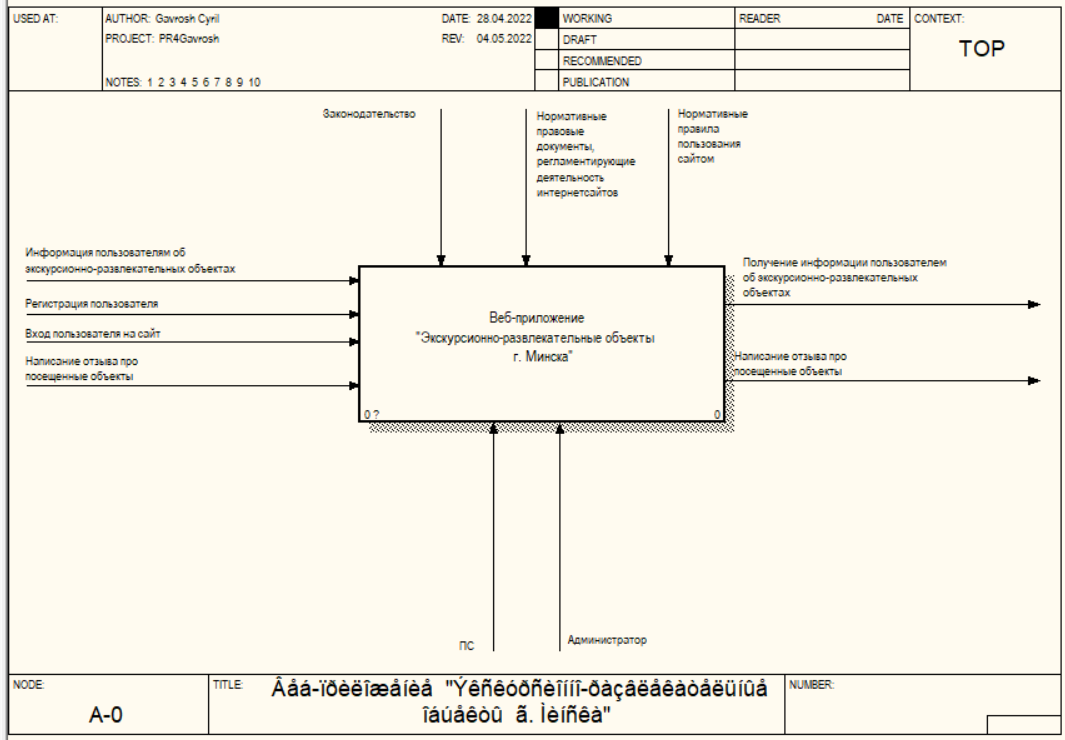 USED AT:
AUTHOR: Gavrosh Cyril
DATE: 28.04.2022
PROJECT: PR4Gavrosh
REV: 04.05.2022
NOTES: 1 2 3 4 5 6 7 8 9 10
WORKING
DRAFT
RECOMMENDED
PUBLICATION
READER
DATE
CONTEXT:
TOP
Законодательство
Нормативные
правовые
документы,
регламентирующие
деятельность
интернетсайтов
Нормативные
правила
пользования
сайтом
Информация пользователям об
экскурсионно-развлекательных объектах
Регистрация пользователя
Вход пользователя на сайт
Написание отзыва про
посещенные объекты
Веб-приложение
"Экскурсионно-развлекательные объекты
г. Минска"
0 ?
0
Получение информации пользователем
об экскурсионно-развлекательных
объектах
Написание отзыва про
посещенные объекты
ПС
Администратор
NODE:
A-0
TITLE:
Âåá-ïðèëîæåíèå "Ýêñêóðñèîííî-ðàçâëåêàòåëüíûå
îáúåêòû ã. Ìèíñêà"
NUMBER: